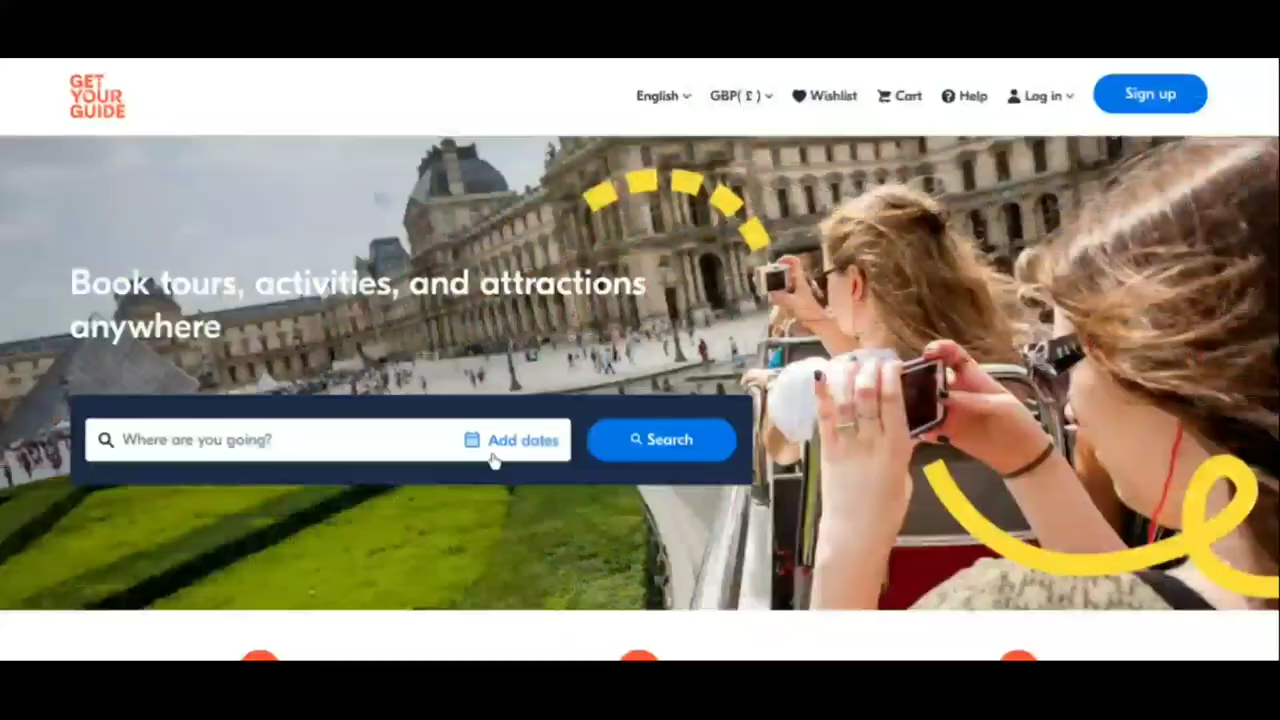 GET
YOUR
GUIDE
English GBP( £ ) Wishlist Cart Help Log in Sign up
Book tours, activities, and attractions
anywhere
Where are you going? Add dates Search